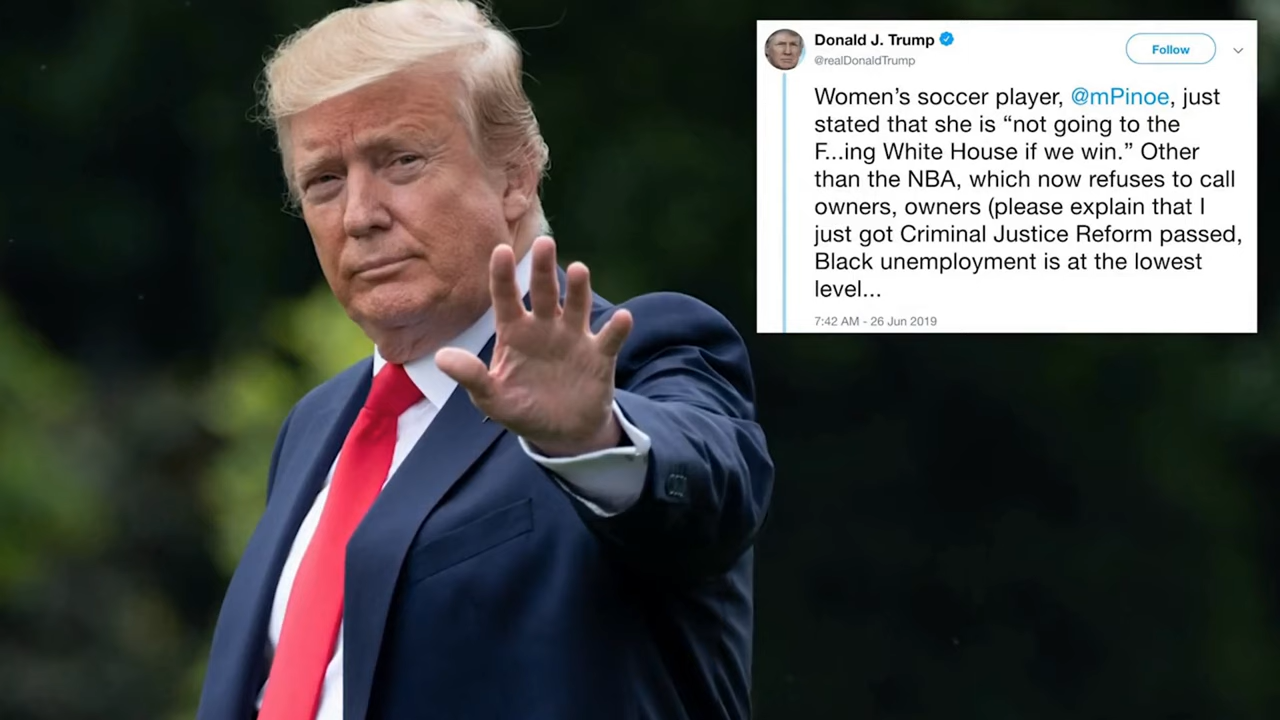 Donald J. Trump
@realDonaldTrump
Follow
Women’s soccer player, @mPinoe, just
stated that she is “not going to the
F...ing White House if we win.” Other
than the NBA, which now refuses to call
owners, owners (please explain that I
just got Criminal Justice Reform passed,
Black unemployment is at the lowest
level...
7:42 AM - 26 Jun 2019